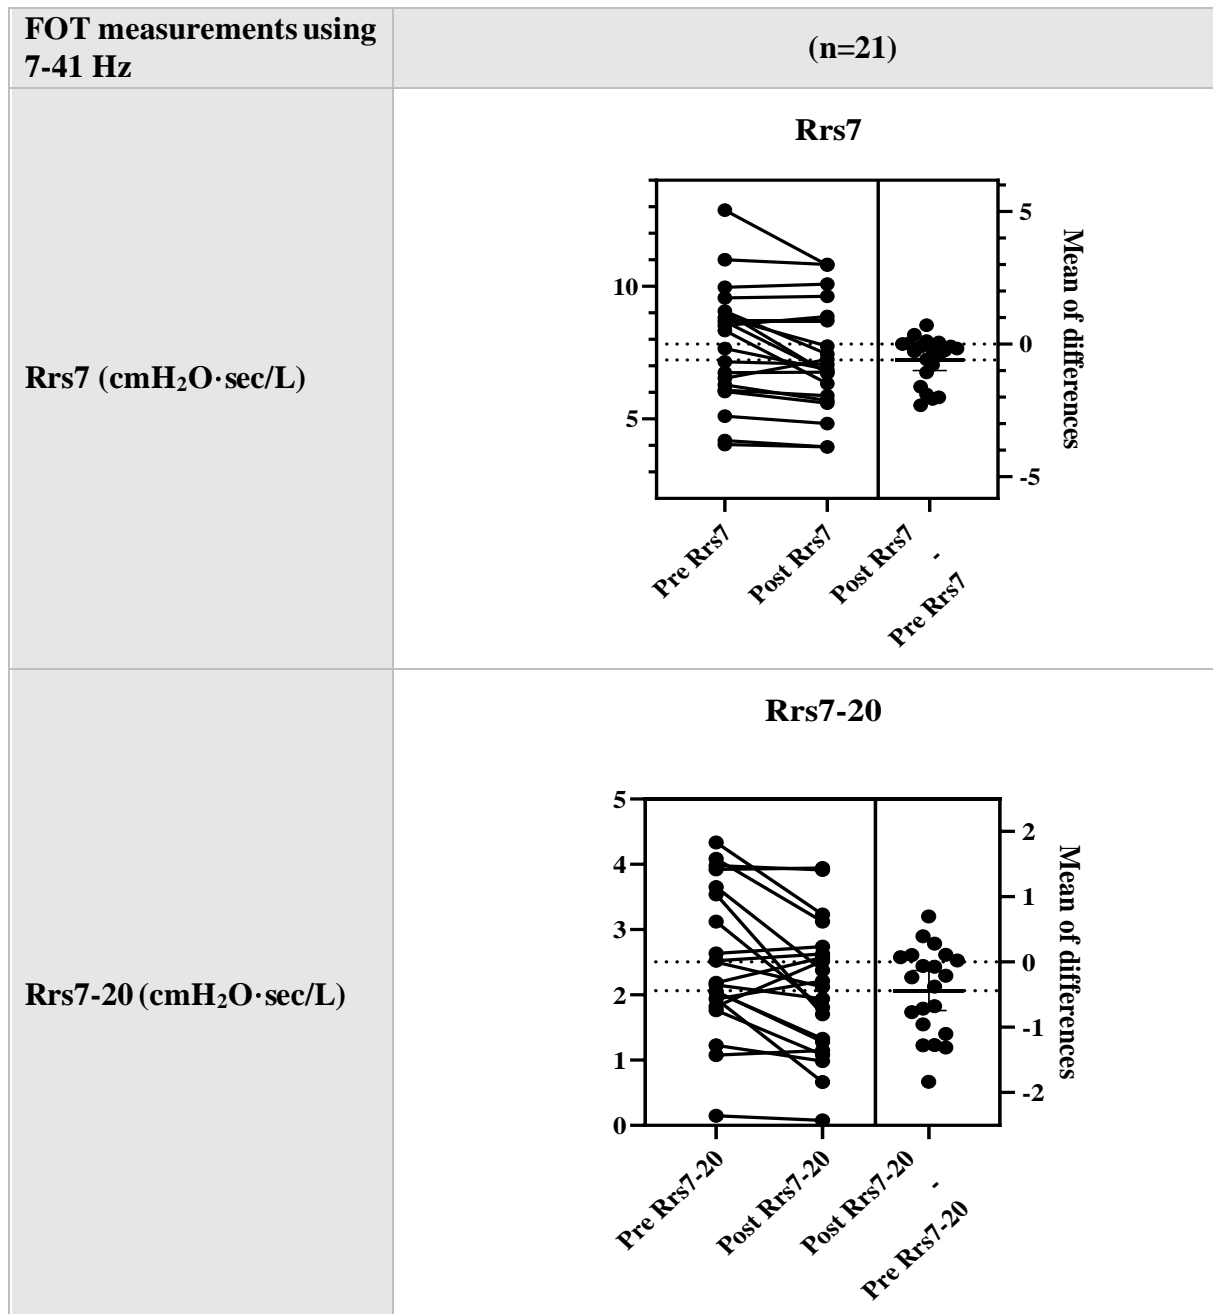 FOT measurements using
7-41 Hz
(n=21)
Rrs7 (cmH₂O·sec/L)
Rrs7
10
5
5
0
-5
Mean of differences
Pre Rrs7
Post Rrs7
Post Rrs7
-
Pre Rrs7
Rrs7-20 (cmH₂O·sec/L)
Rrs7-20
5
4
3
2
1
0
2
1
0
-1
-2
Mean of differences
Pre Rrs7-20
Post Rrs7-20
Post Rrs7-20
-
Pre Rrs7-20